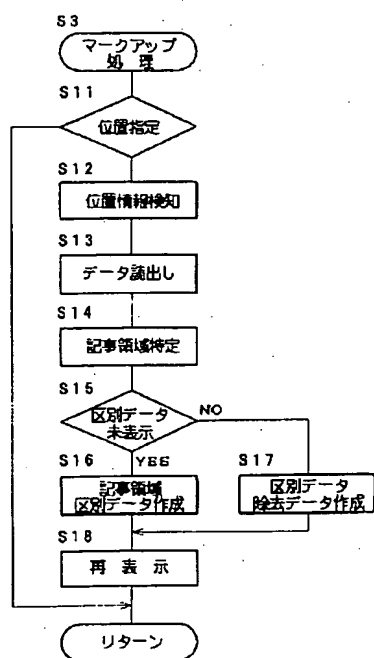 S3
マークアップ
処 理
S11
位置指定
S12
位置情報検知
S13
データ読出し
S14
記事領域特定
S15
区別データ
未表示
NO
YES
S16
記事領域
区別データ作成
S17
区別データ
除去データ作成
S18
再 表 示
リターン